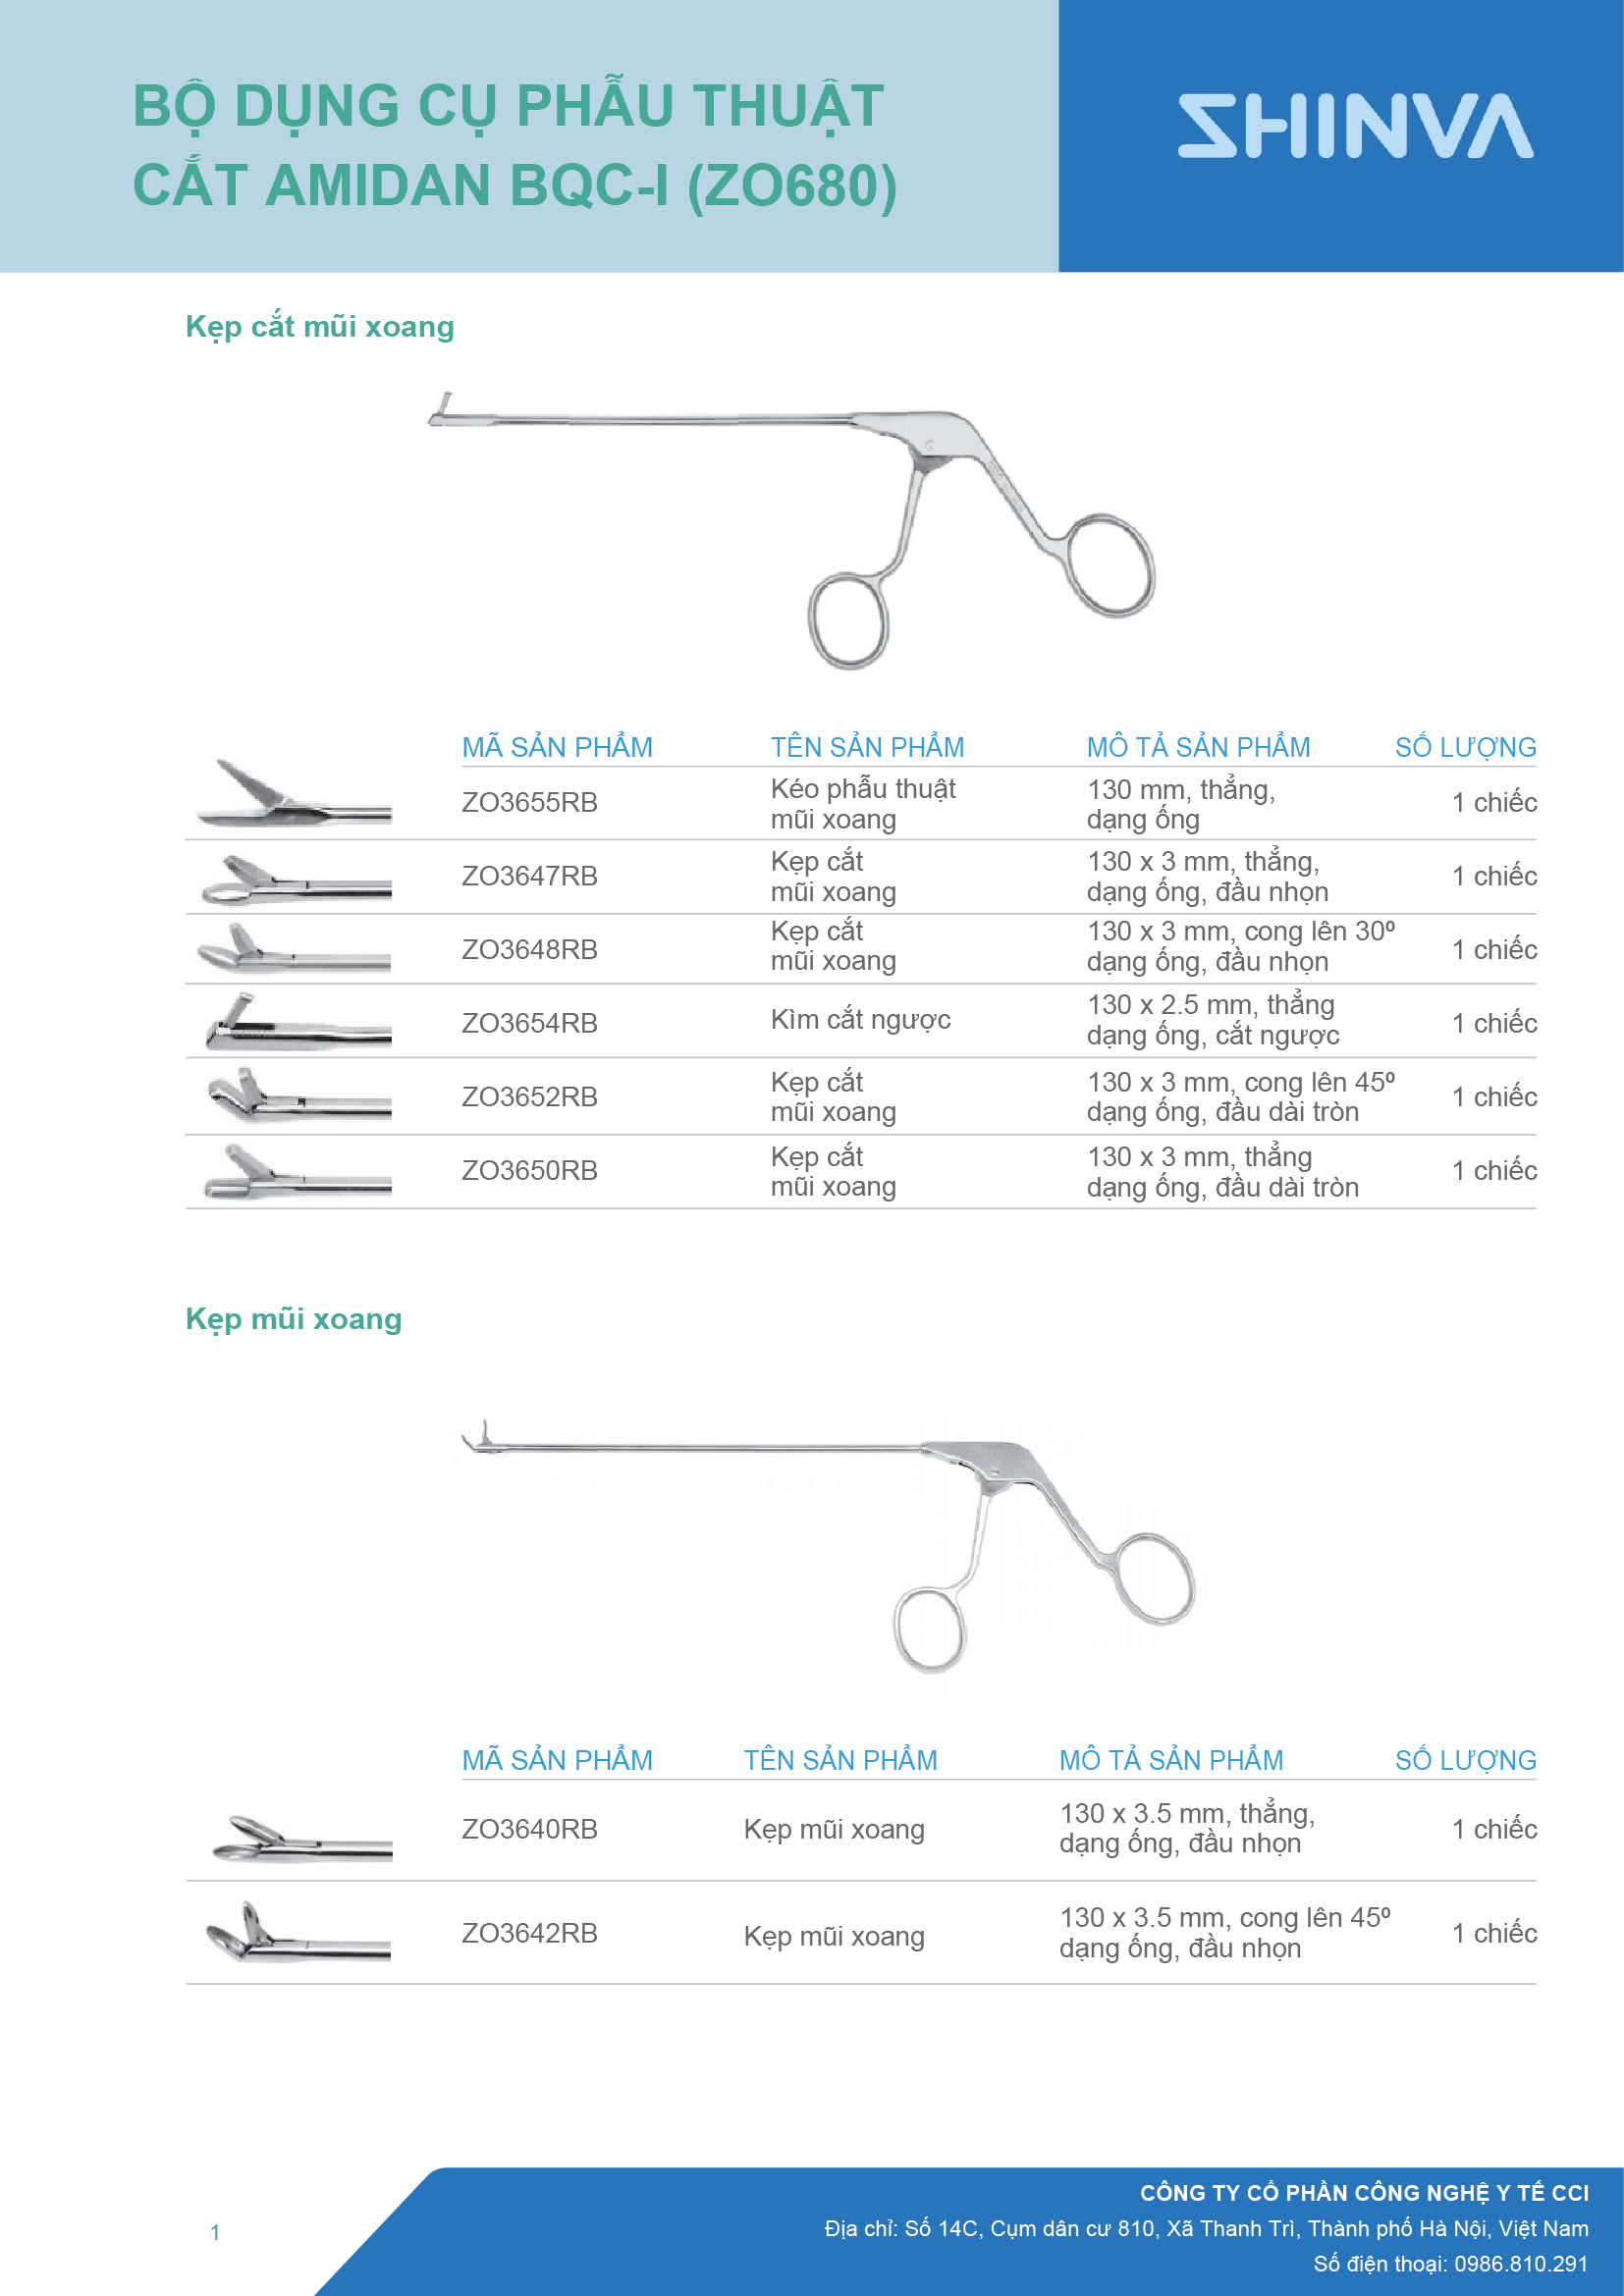 BỘ DỤNG CỤ PHẪU THUẬT
CẮT AMIDAN BQC-I (ZO680)
SHINVA
Kẹp cắt mũi xoang
MÃ SẢN PHẨM TÊN SẢN PHẨM MÔ TẢ SẢN PHẨM SỐ LƯỢNG
ZO3655RB Kéo phẫu thuật mũi xoang 130 mm, thẳng, dạng ống 1 chiếc
ZO3647RB Kẹp cắt mũi xoang 130 x 3 mm, thẳng, dạng ống, đầu nhọn 1 chiếc
ZO3648RB Kẹp cắt mũi xoang 130 x 3 mm, cong lên 30º dạng ống, đầu nhọn 1 chiếc
ZO3654RB Kìm cắt ngược 130 x 2.5 mm, thẳng dạng ống, cắt ngược 1 chiếc
ZO3652RB Kẹp cắt mũi xoang 130 x 3 mm, cong lên 45º dạng ống, đầu dài tròn 1 chiếc
ZO3650RB Kẹp cắt mũi xoang 130 x 3 mm, thẳng dạng ống, đầu dài tròn 1 chiếc
Kẹp mũi xoang
MÃ SẢN PHẨM TÊN SẢN PHẨM MÔ TẢ SẢN PHẨM SỐ LƯỢNG
ZO3640RB Kẹp mũi xoang 130 x 3.5 mm, thẳng, dạng ống, đầu nhọn 1 chiếc
ZO3642RB Kẹp mũi xoang 130 x 3.5 mm, cong lên 45º dạng ống, đầu nhọn 1 chiếc
CÔNG TY CỔ PHẦN CÔNG NGHỆ Y TẾ CCI
Địa chỉ: Số 14C, Cụm dân cư 810, Xã Thanh Trì, Thành phố Hà Nội, Việt Nam
Số điện thoại: 0986.810.291
1